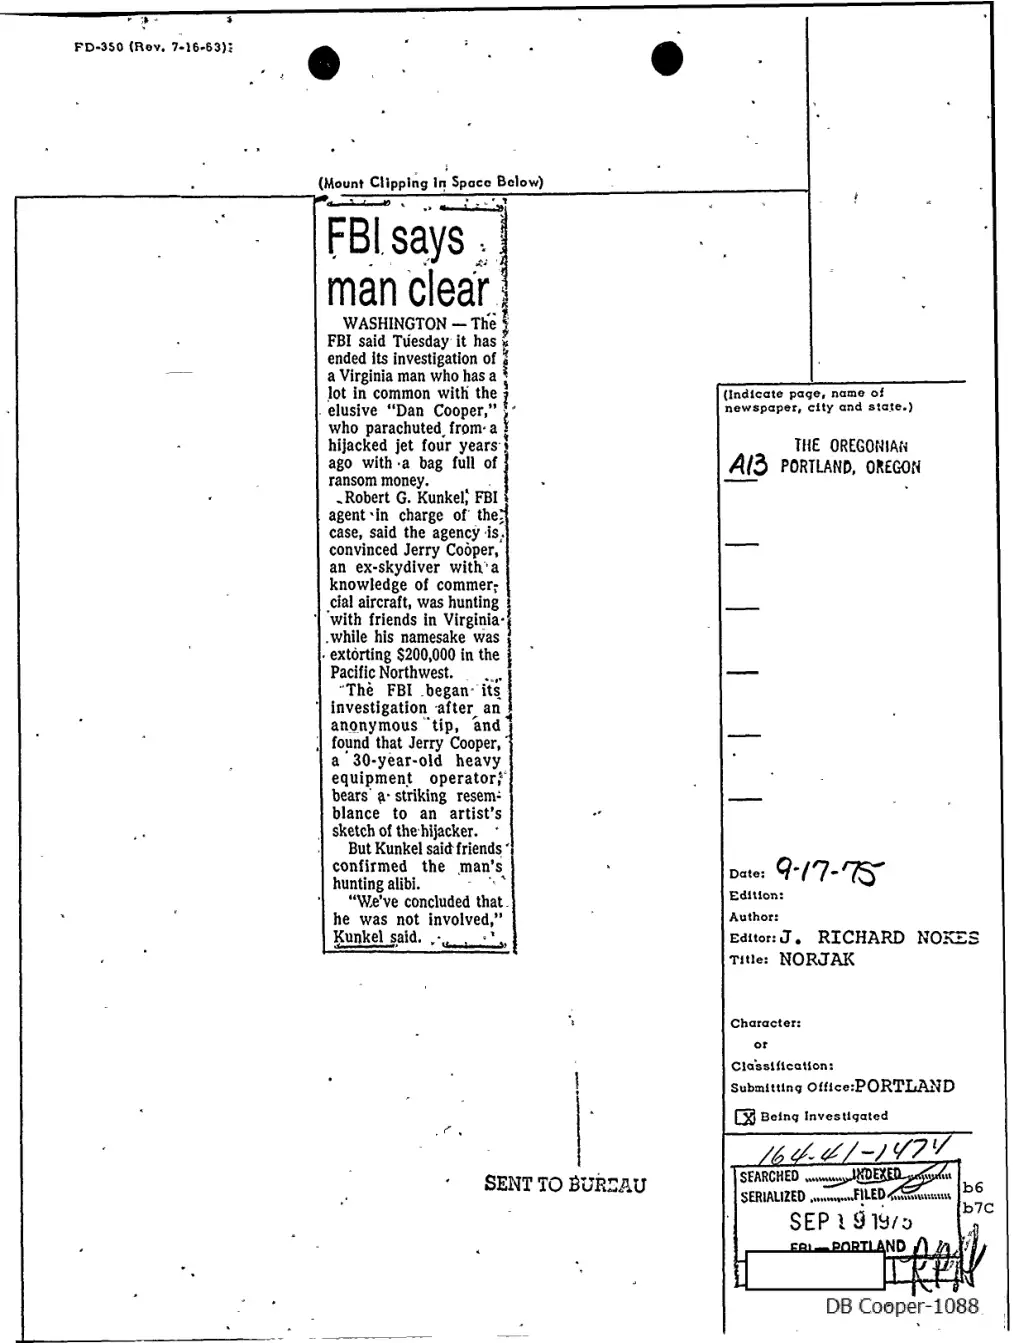 FD-350 (Rev. 7-16-63)
(Mount Clipping in Space Below)
FBI says
man clear
WASHINGTON — The
FBI said Tuesday it has
ended its investigation of
a Virginia man who has a
lot in common with the
elusive "Dan Cooper,"
who parachuted from a
hijacked jet four years
ago with a bag full of
ransom money.
Robert G. Kunkel, FBI
agent in charge of the
case, said the agency is
convinced Jerry Cooper,
an ex-skydiver with a
knowledge of commer-
cial aircraft, was hunting
with friends in Virginia
while his namesake was
extorting $200,000 in the
Pacific Northwest.
The FBI began its
investigation after an
anonymous tip, and
found that Jerry Cooper,
a 30-year-old heavy
equipment operator,
bears a striking resem-
blance to an artist's
sketch of the hijacker.
But Kunkel said friends
confirmed the man's
hunting alibi.
"We've concluded that
he was not involved,"
Kunkel said.
(Indicate page, name of
newspaper, city and state.)
THE OREGONIAN
A13 PORTLAND, OREGON
Date: 9-17-75
Edition:
Author:
Editor: J. RICHARD NOKES
Title: NORJAK
Character:
or
Classification:
Submitting Office: PORTLAND
X Being Investigated
164-41-1474
SEARCHED INDEXED
SERIALIZED FILED
SEP 19 1975
FBI — PORTLAND
b6
b7C
SENT TO BUREAU
DB Cooper-1088